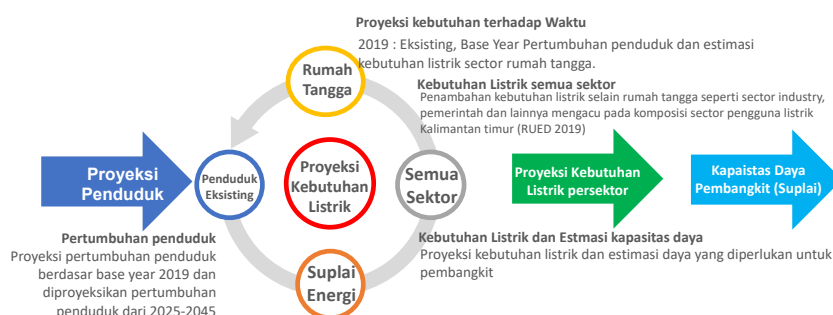 Proyeksi kebutuhan terhadap Waktu
2019 : Eksisting, Base Year Pertumbuhan penduduk dan estimasi
kebutuhan listrik sector rumah tangga.
Rumah
Tangga
Kebutuhan Listrik semua sektor
Penambahan kebutuhan listrik selain rumah tangga seperti sector industry,
pemerintah dan lainnya mengacu pada komposisi sector pengguna listrik
Kalimantan timur (RUED 2019)
Proyeksi
Penduduk
Penduduk
Eksisting
Proyeksi
Kebutuhan
Listrik
Semua
Sektor
Proyeksi Kebutuhan
Listrik persektor
Kapaistas Daya
Pembangkit (Suplai)
Pertumbuhan penduduk
Proyeksi pertumbuhan penduduk
berdasar base year 2019 dan
diproyeksikan pertumbuhan
penduduk dari 2025-2045
Suplai
Energi
Kebutuhan Listrik dan Estmasi kapasitas daya
Proyeksi kebutuhan listrik dan estimasi daya yang diperlukan untuk
pembangkit